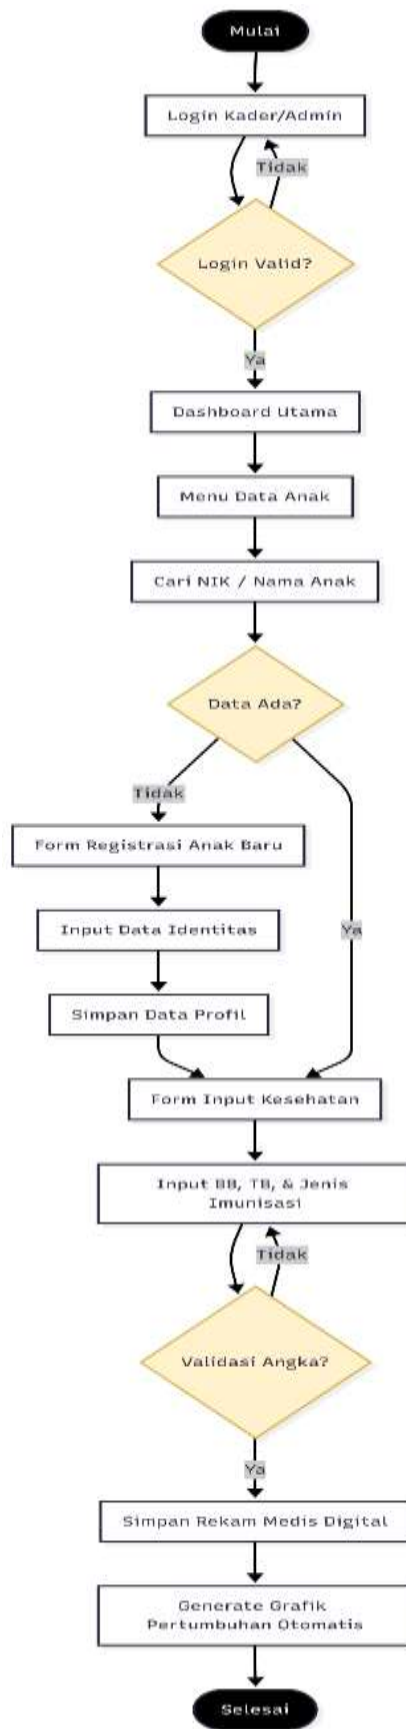 Mulai
Login Kader/Admin
Tidak
Login Valid?
Ya
Dashboard Utama
Menu Data Anak
Cari NIK / Nama Anak
Data Ada?
Tidak
Form Registrasi Anak Baru
Input Data Identitas
Ya
Simpan Data Profil
Form Input Kesehatan
Input BB, TB, & Jenis
Imunisasi
Tidak
Validasi Angka?
Ya
Simpan Rekam Medis Digital
Generate Grafik
Pertumbuhan Otomatis
Selesai